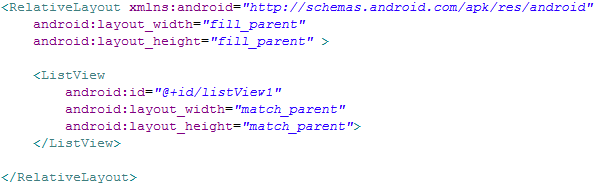 <RelativeLayout xmlns:android="http://schemas.android.com/apk/res/android"
    android:layout_width="fill_parent"
    android:layout_height="fill_parent" >
    <ListView
        android:id="@+id/listView1"
        android:layout_width="match_parent"
        android:layout_height="match_parent">
    </ListView>
</RelativeLayout>